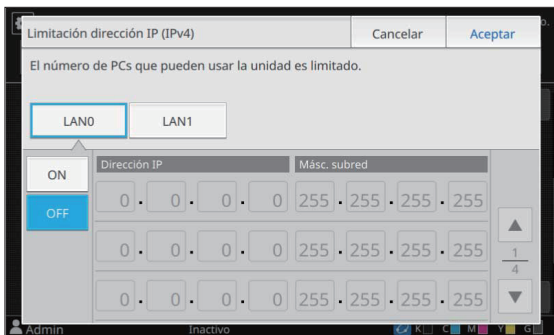 Limitación dirección IP (IPv4) Cancelar Aceptar
El número de PCs que pueden usar la unidad es limitado.
LAN0 LAN1
Dirección IP Másc. subred
ON
0. 0. 0. 0 255. 255. 255. 255
OFF
0. 0. 0. 0 255. 255. 255. 255
1
4
0. 0. 0. 0 255. 255. 255. 255
Admin Inactivo K C M Y G